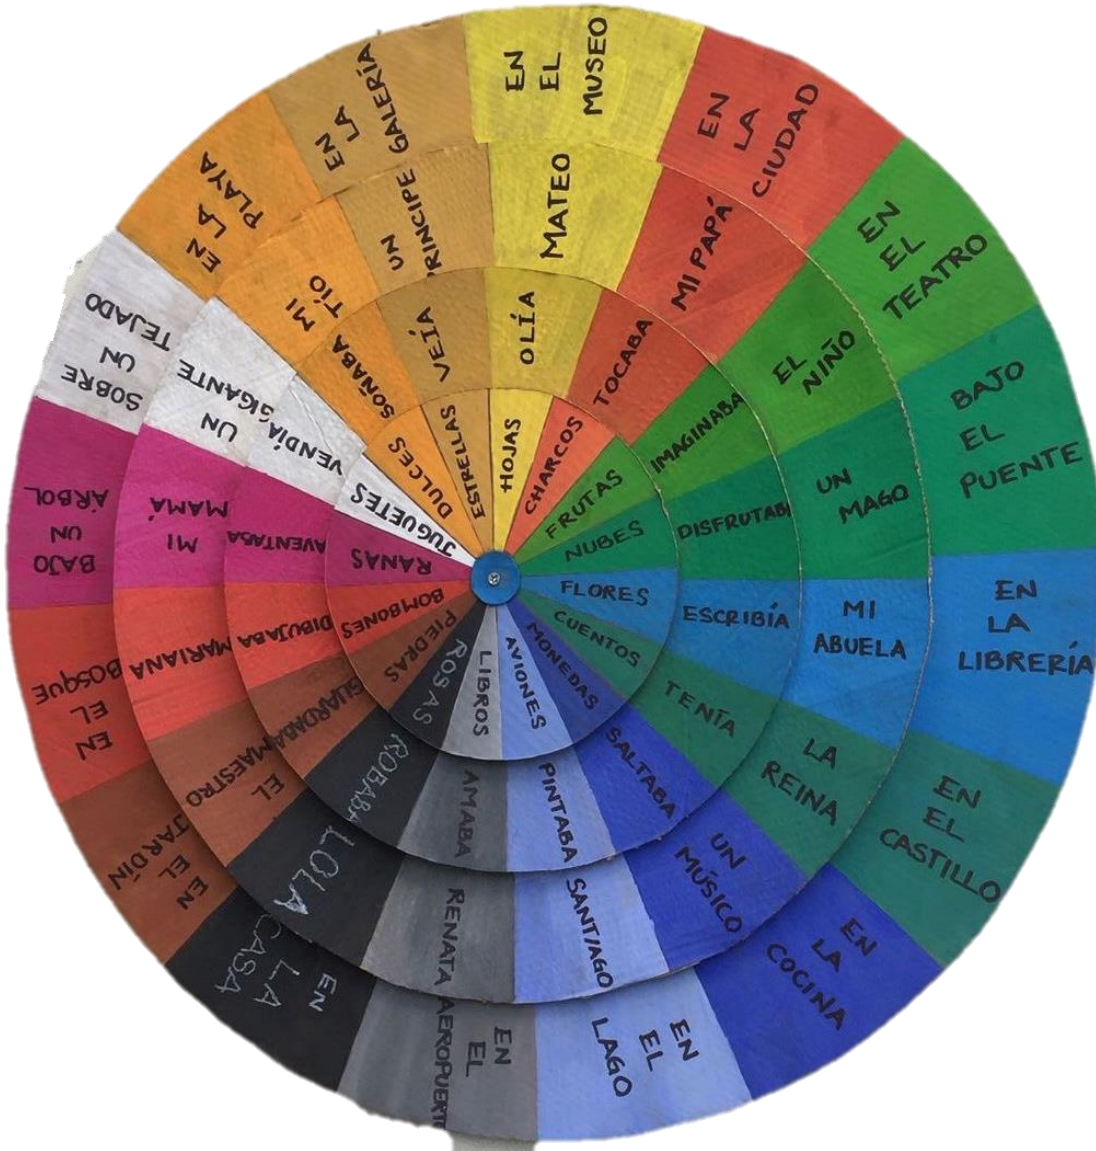 EN
EL
MUSEO
MATEO
OLÍA
HOJAS
EN
LA
CIUDAD
MI PAPÁ
TOCABA
CHARCOS
EN
EL
TEATRO
EL
NIÑO
IMAGINABA
FRUTAS
BAJO
EL
PUENTE
UN
MAGO
DISFRUTAB
NUBES
EN
LA
LIBRERÍA
MI
ABUELA
ESCRIBÍA
FLORES
EN
EL
CASTILLO
LA
REINA
TENÍA
CUENTOS
EN
LA
COCINA
UN
MÚSICO
SALTABA
MONEDAS
EN
EL
LAGO
SANTIAGO
PINTABA
AVIONES
EN
EL
AEROPUERT
RENATA
AMABA
LIBROS
EN
LA
CASA
LOLA
ROBABA
ROSAS
EN
EL
JARDÍN
EL
MAESTRO
GUARDABA
PIEDRAS
EN
EL
BOSQUE
MARIANA
DIBUJABA
BOMBONES
BAJO
UN
ÁRBOL
MI
MAMÁ
AVENTABA
RANAS
SOBRE
UN
TEJADO
UN
GIGANTE
VENDÍA
JUGUETES
EN
LA
PLAYA
MI
TÍO
SOÑABA
DULCES
EN
LA
GALERÍA
UN
PRINCIPE
VEÍA
ESTRELLAS